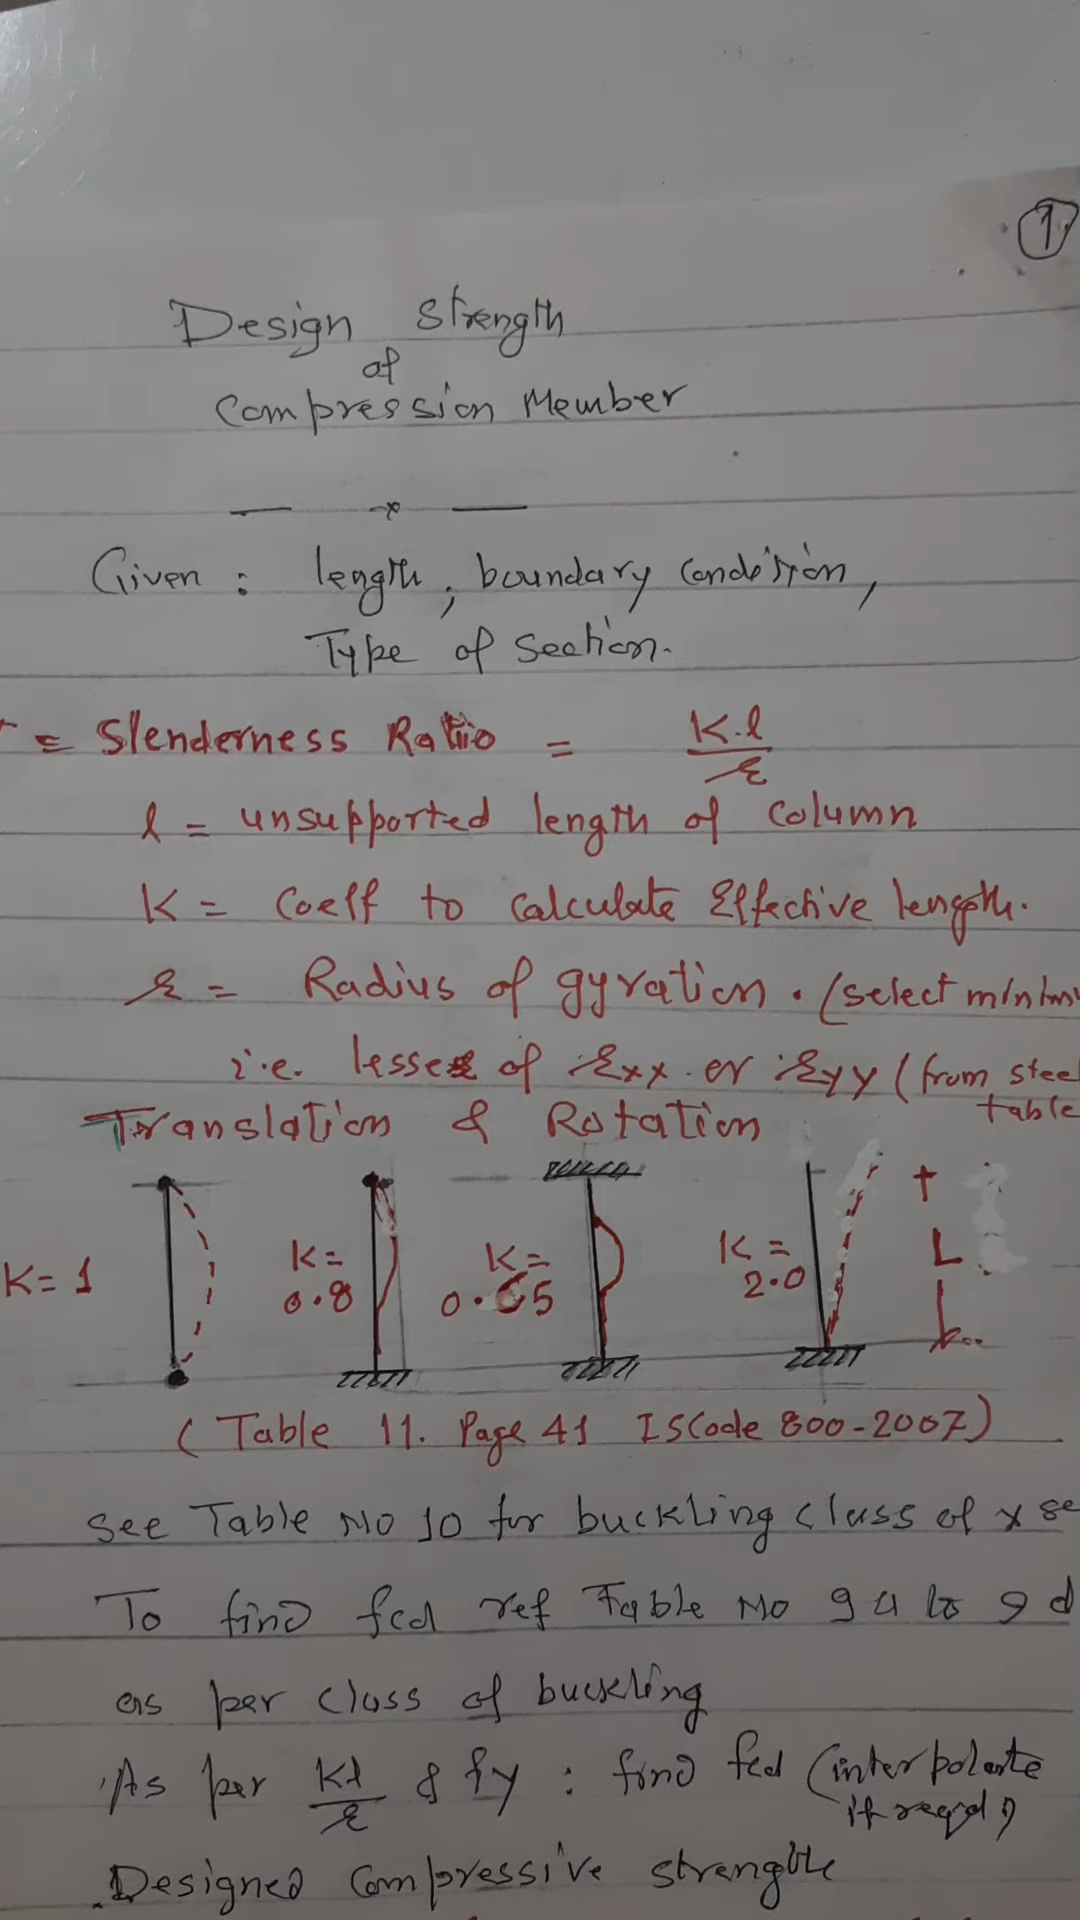 1
Design Strength
of
Compression Member
Given : length, boundary Condition,
Type of Section.
= Slenderness Ratio = K.l / r
l = unsupported length of Column
K = Coeff to Calculate Effective length.
r = Radius of gyration. (select minim
i.e. lesser of rxx or ryy (from stee
table
Translation & Rotation
K = 1
K = 0.8
K = 0.65
K = 2.0
(Table 11. Page 41 IS Code 800-2007)
See Table No 10 for buckling class of x se
To find fcd ref Table No 9a to 9d
as per class of buckling
As per Kl/r & fy : find fcd (interpolate
if reqd)
Designed Compressive strength